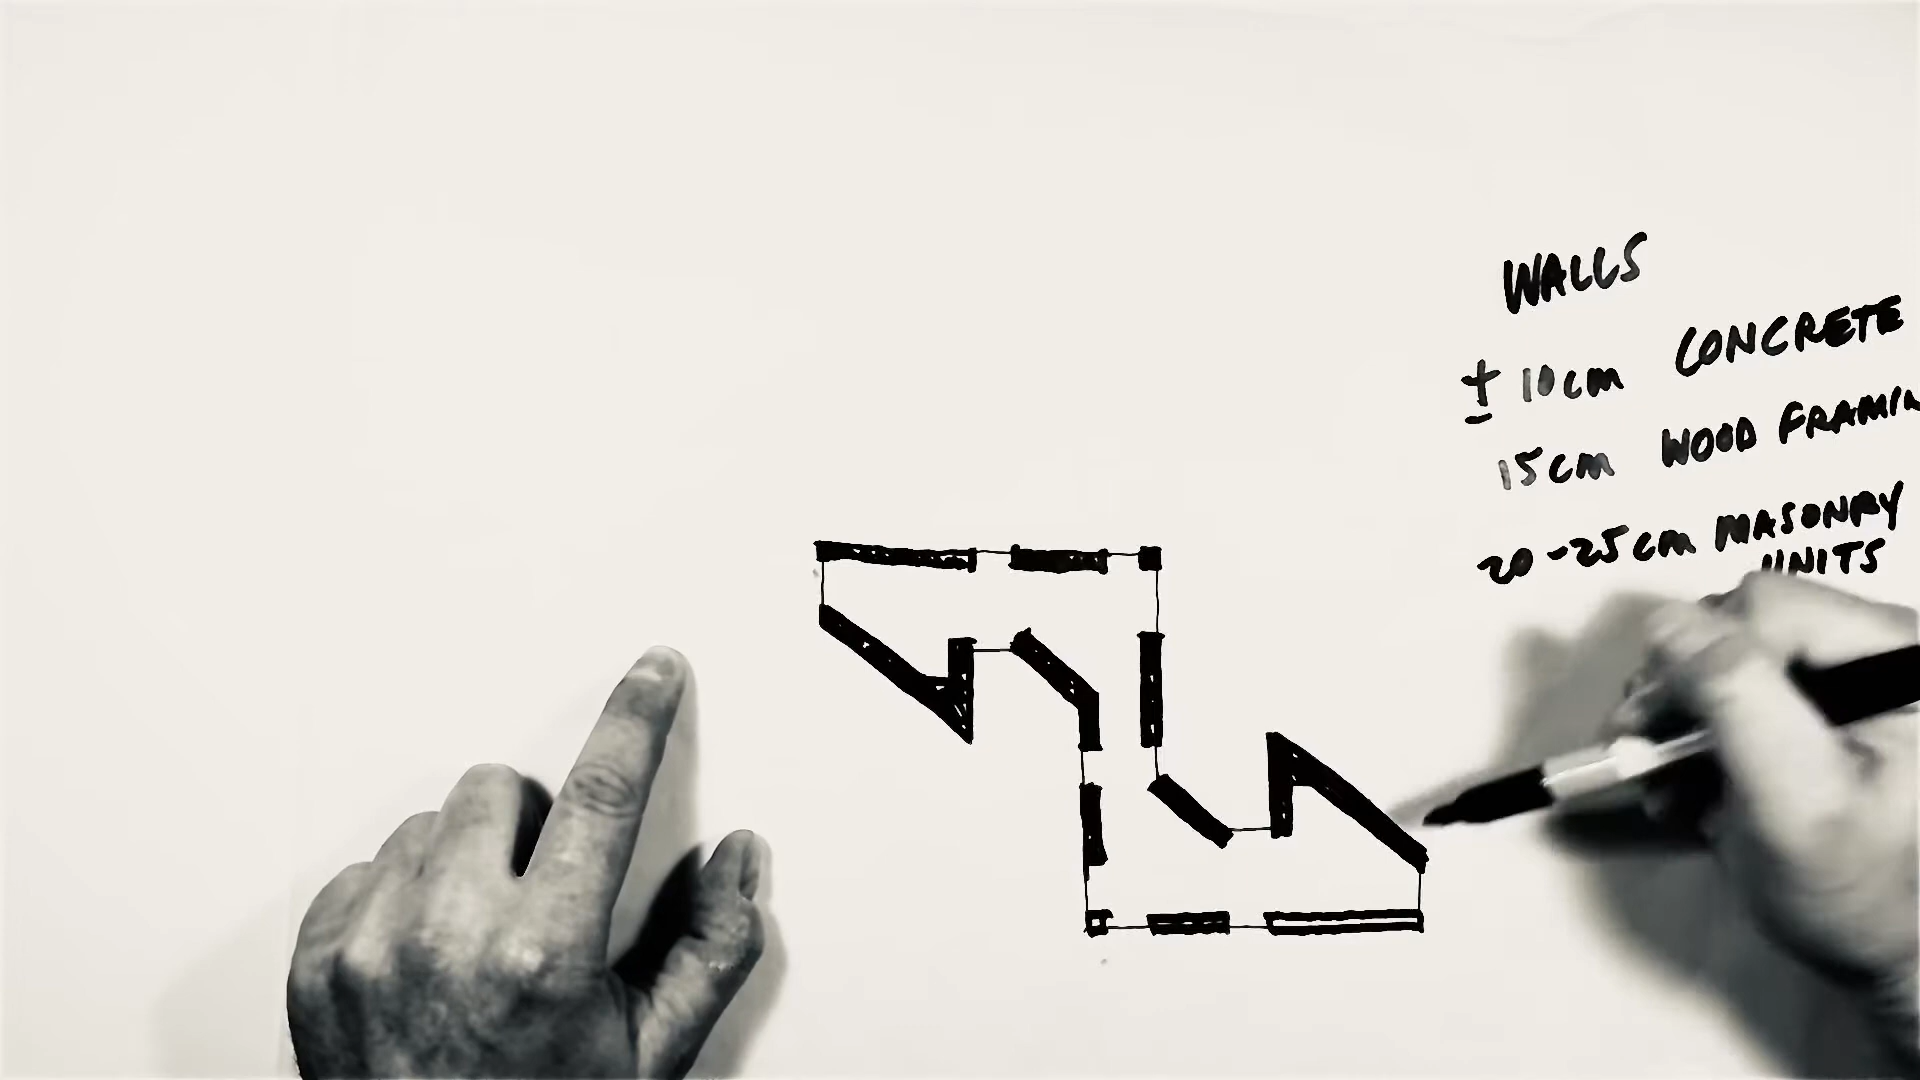 WALLS
± 10cm CONCRETE
15cm WOOD FRAMIN
20-25cm MASONRY
UNITS